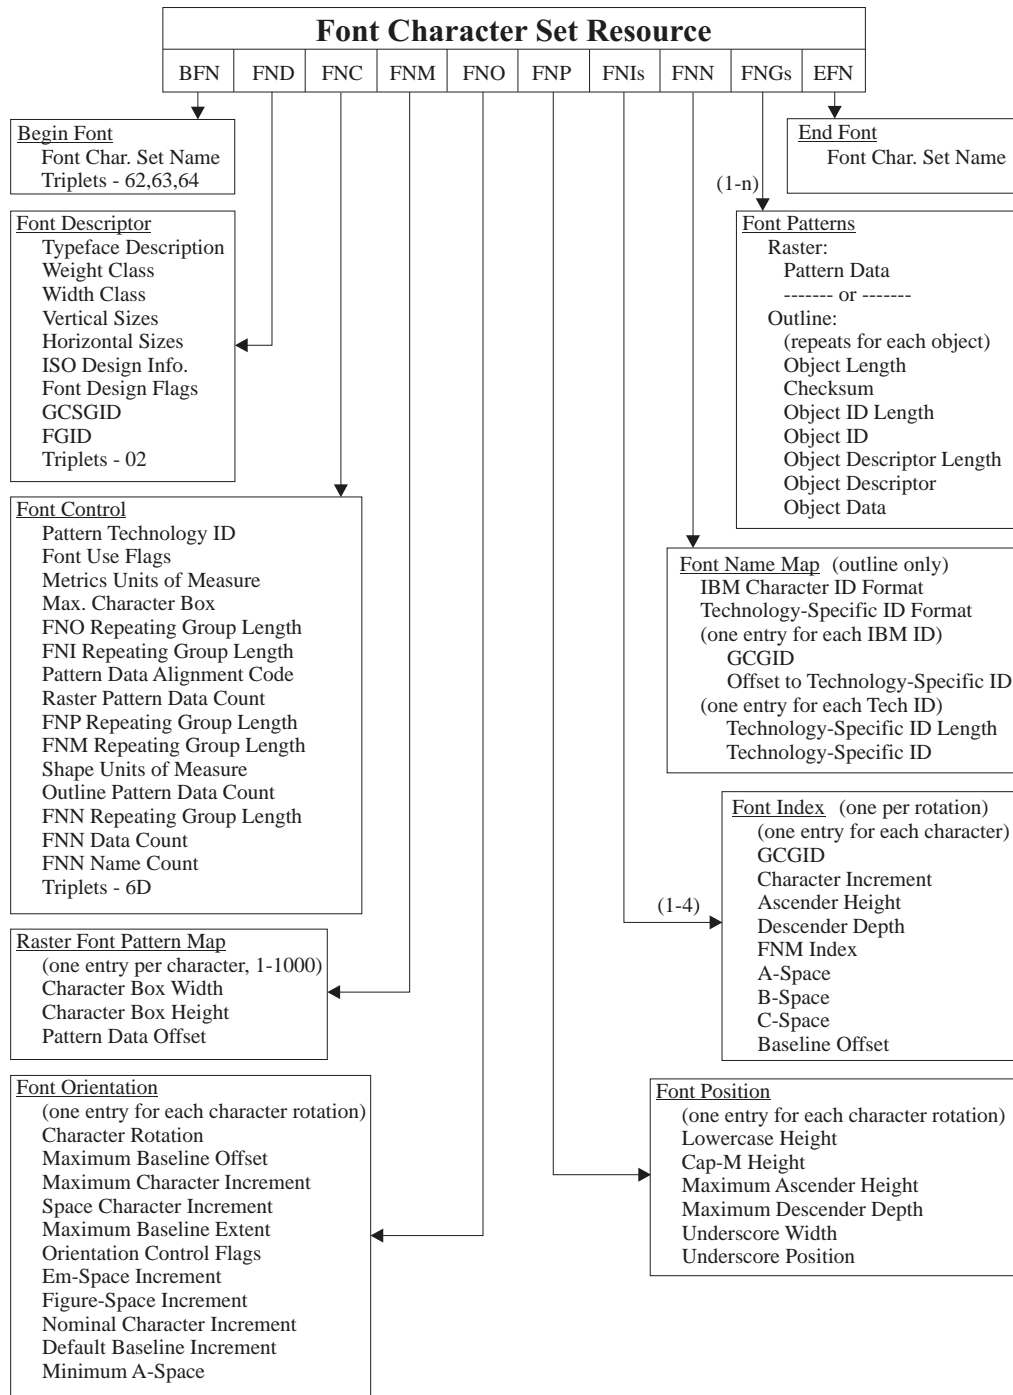 Font Character Set Resource
BFN FND FNC FNM FNO FNP FNIs FNN FNGs EFN
Begin Font
Font Char. Set Name
Triplets - 62,63,64
End Font
Font Char. Set Name
(1-n)
Font Descriptor
Typeface Description
Weight Class
Width Class
Vertical Sizes
Horizontal Sizes
ISO Design Info.
Font Design Flags
GCSGID
FGID
Triplets - 02
Font Patterns
Raster:
Pattern Data
------- or -------
Outline:
(repeats for each object)
Object Length
Checksum
Object ID Length
Object ID
Object Descriptor Length
Object Descriptor
Object Data
Font Control
Pattern Technology ID
Font Use Flags
Metrics Units of Measure
Max. Character Box
FNO Repeating Group Length
FNI Repeating Group Length
Pattern Data Alignment Code
Raster Pattern Data Count
FNP Repeating Group Length
FNM Repeating Group Length
Shape Units of Measure
Outline Pattern Data Count
FNN Repeating Group Length
FNN Data Count
FNN Name Count
Triplets - 6D
Font Name Map (outline only)
IBM Character ID Format
Technology-Specific ID Format
(one entry for each IBM ID)
GCGID
Offset to Technology-Specific ID
(one entry for each Tech ID)
Technology-Specific ID Length
Technology-Specific ID
Font Index (one per rotation)
(one entry for each character)
GCGID
Character Increment
Ascender Height
Descender Depth
FNM Index
A-Space
B-Space
C-Space
Baseline Offset
(1-4)
Raster Font Pattern Map
(one entry per character, 1-1000)
Character Box Width
Character Box Height
Pattern Data Offset
Font Orientation
(one entry for each character rotation)
Character Rotation
Maximum Baseline Offset
Maximum Character Increment
Space Character Increment
Maximum Baseline Extent
Orientation Control Flags
Em-Space Increment
Figure-Space Increment
Nominal Character Increment
Default Baseline Increment
Minimum A-Space
Font Position
(one entry for each character rotation)
Lowercase Height
Cap-M Height
Maximum Ascender Height
Maximum Descender Depth
Underscore Width
Underscore Position